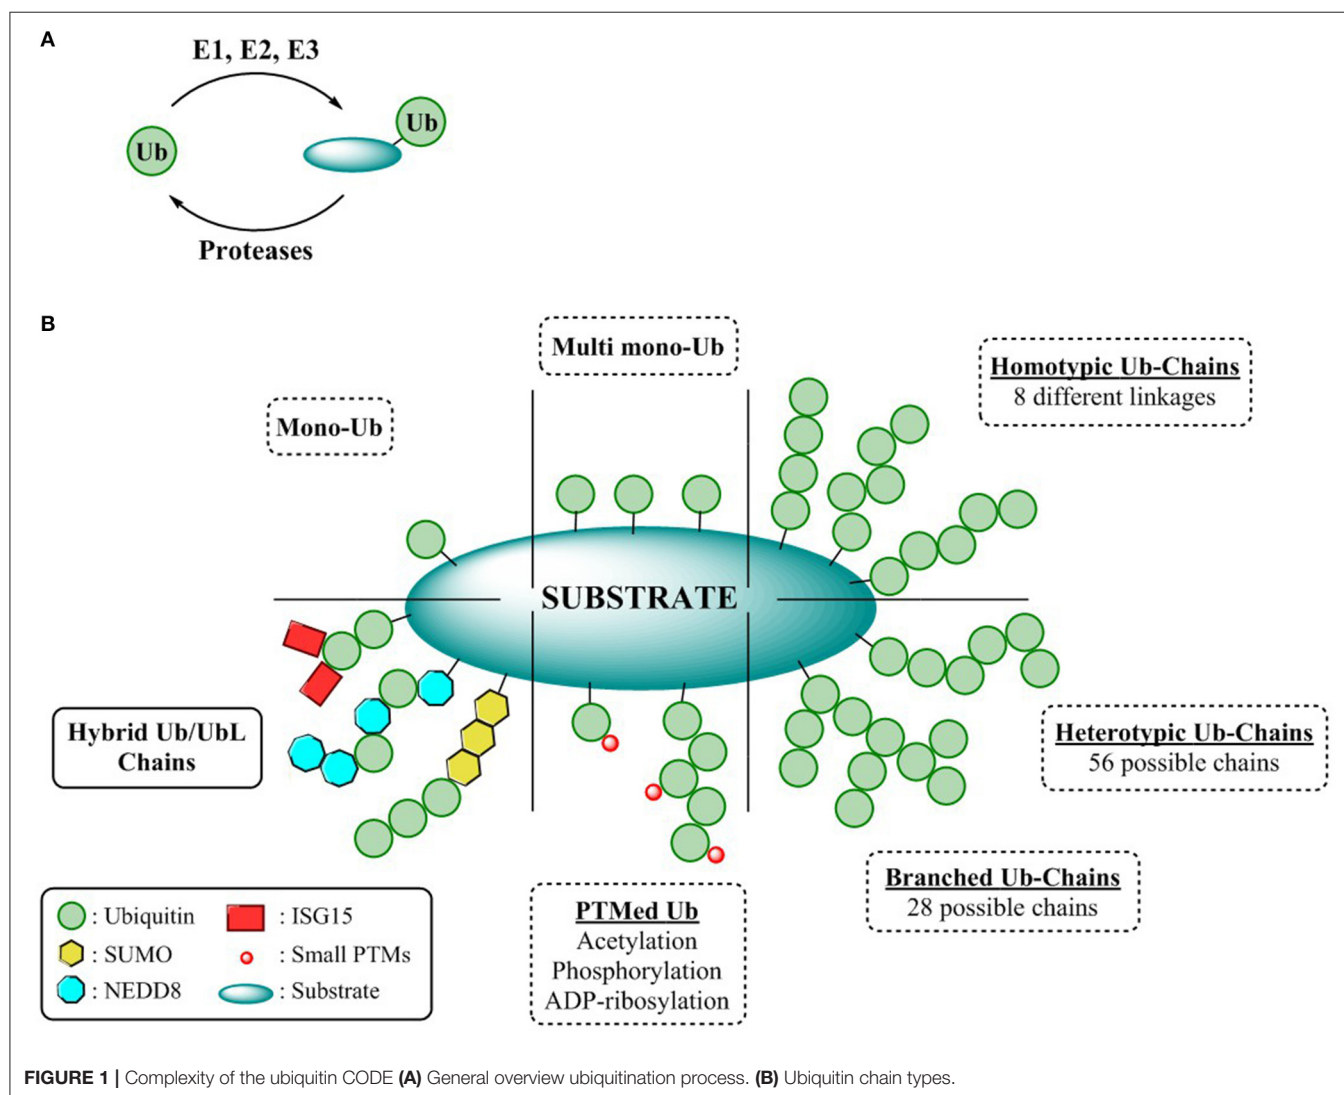 A
E1, E2, E3
Ub
Ub
Proteases
B
Multi mono-Ub
Homotypic Ub-Chains
8 different linkages
Mono-Ub
SUBSTRATE
Hybrid Ub/UbL
Chains
Heterotypic Ub-Chains
56 possible chains
Branched Ub-Chains
28 possible chains
PTMed Ub
Acetylation
Phosphorylation
ADP-ribosylation
: Ubiquitin
: ISG15
: SUMO
: Small PTMs
: NEDD8
: Substrate
FIGURE 1 | Complexity of the ubiquitin CODE (A) General overview ubiquitination process. (B) Ubiquitin chain types.